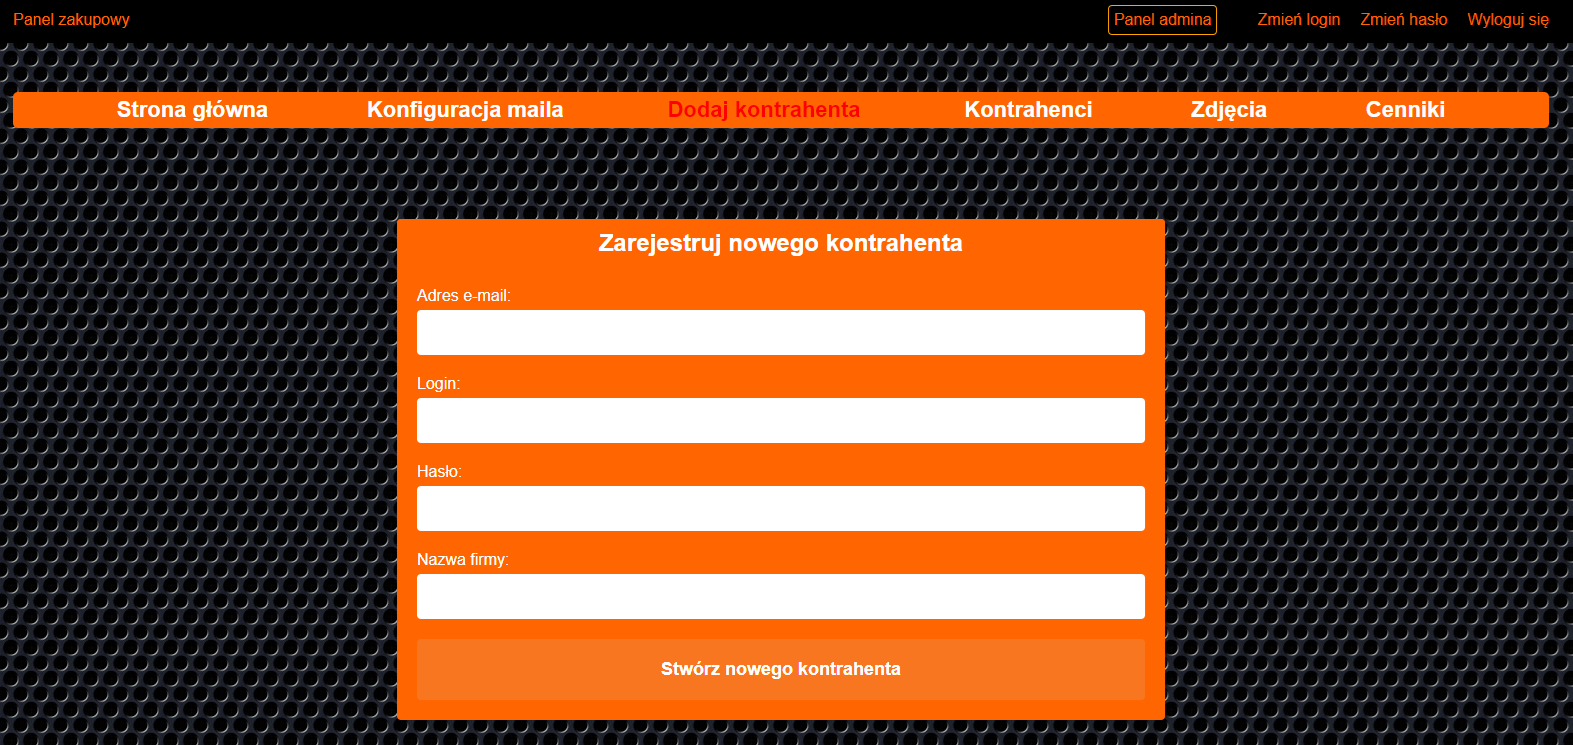 Panel zakupowy Panel admina Zmień login Zmień hasło Wyloguj się
Strona główna Konfiguracja maila Dodaj kontrahenta Kontrahenci Zdjęcia Cenniki
Zarejestruj nowego kontrahenta
Adres e-mail:
Login:
Hasło:
Nazwa firmy:
Stwórz nowego kontrahenta